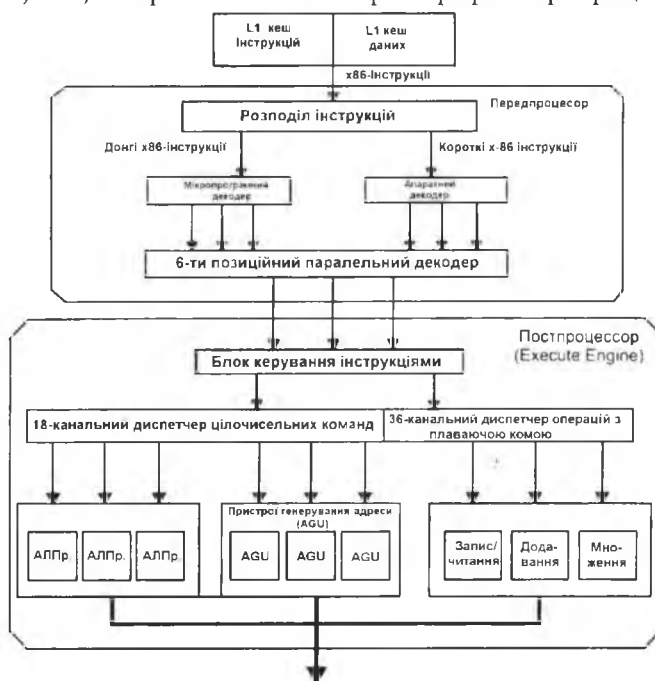 L1 кеш
Інструкцій
L1 кеш
даних
x86-Інструкції
Передпроцесор
Розподіл інструкцій
Донгі x86-інструкції
Короткі x-86 інструкції
Мікропрограмний
декодер
Апаратний
декодер
6-ти позиційний паралельний декодер
Постпроцессор
(Execute Engine)
Блок керування інструкціями
18-канальний диспетчер цілочисельних команд
36-канальний диспетчер операцій з
плаваючою комою
Пристрої генерування адреси
(AGU)
АЛПр.
АЛПр.
АЛПр.
AGU
AGU
AGU
Запис/
читання
Дода-
вання
Мно-
ження